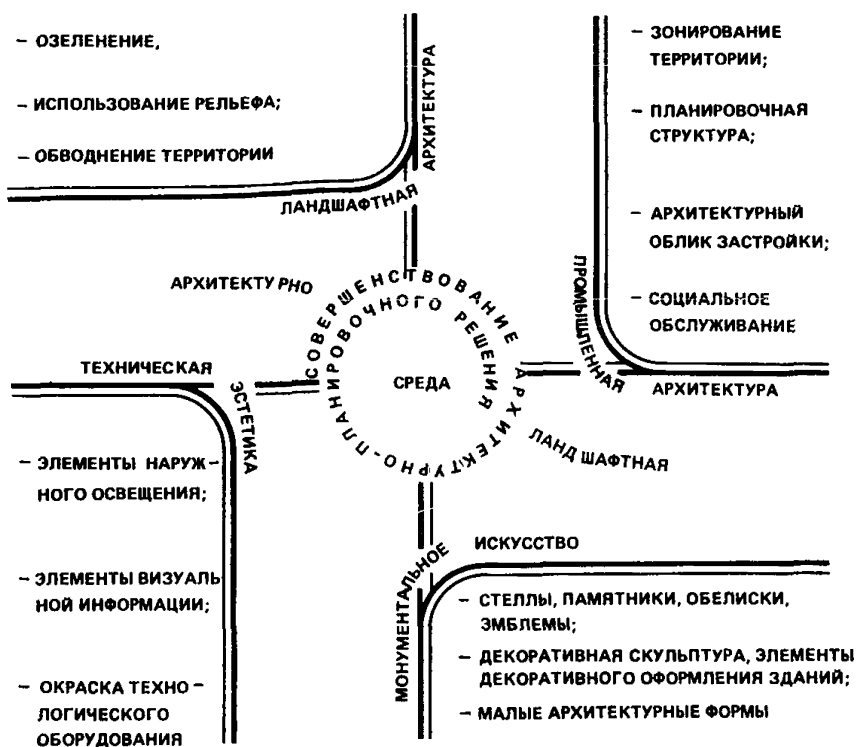 – ОЗЕЛЕНЕНИЕ,
– ИСПОЛЬЗОВАНИЕ РЕЛЬЕФА;
– ОБВОДНЕНИЕ ТЕРРИТОРИИ
ЛАНДШАФТНАЯ
АРХИТЕКТУРА
– ЗОНИРОВАНИЕ
ТЕРРИТОРИИ;
– ПЛАНИРОВОЧНАЯ
СТРУКТУРА;
– АРХИТЕКТУРНЫЙ
ОБЛИК ЗАСТРОЙКИ;
– СОЦИАЛЬНОЕ
ОБСЛУЖИВАНИЕ
ПРОМЫШЛЕННАЯ
АРХИТЕКТУРА
АРХИТЕКТУРНО
СОВЕРШЕНСТВОВАНИЕ АРХИТЕКТУРНО-ПЛАНИРОВОЧНОГО РЕШЕНИЯ
СРЕДА
ЛАНДШАФТНАЯ
ТЕХНИЧЕСКАЯ
ЭСТЕТИКА
– ЭЛЕМЕНТЫ НАРУЖ–
НОГО ОСВЕЩЕНИЯ;
– ЭЛЕМЕНТЫ ВИЗУАЛЬ
НОЙ ИНФОРМАЦИИ;
– ОКРАСКА ТЕХНО –
ЛОГИЧЕСКОГО
ОБОРУДОВАНИЯ
МОНУМЕНТАЛЬНОЕ
ИСКУССТВО
– СТЕЛЛЫ, ПАМЯТНИКИ, ОБЕЛИСКИ,
ЭМБЛЕМЫ;
– ДЕКОРАТИВНАЯ СКУЛЬПТУРА, ЭЛЕМЕНТЫ
ДЕКОРАТИВНОГО ОФОРМЛЕНИЯ ЗДАНИЙ;
– МАЛЫЕ АРХИТЕКТУРНЫЕ ФОРМЫ